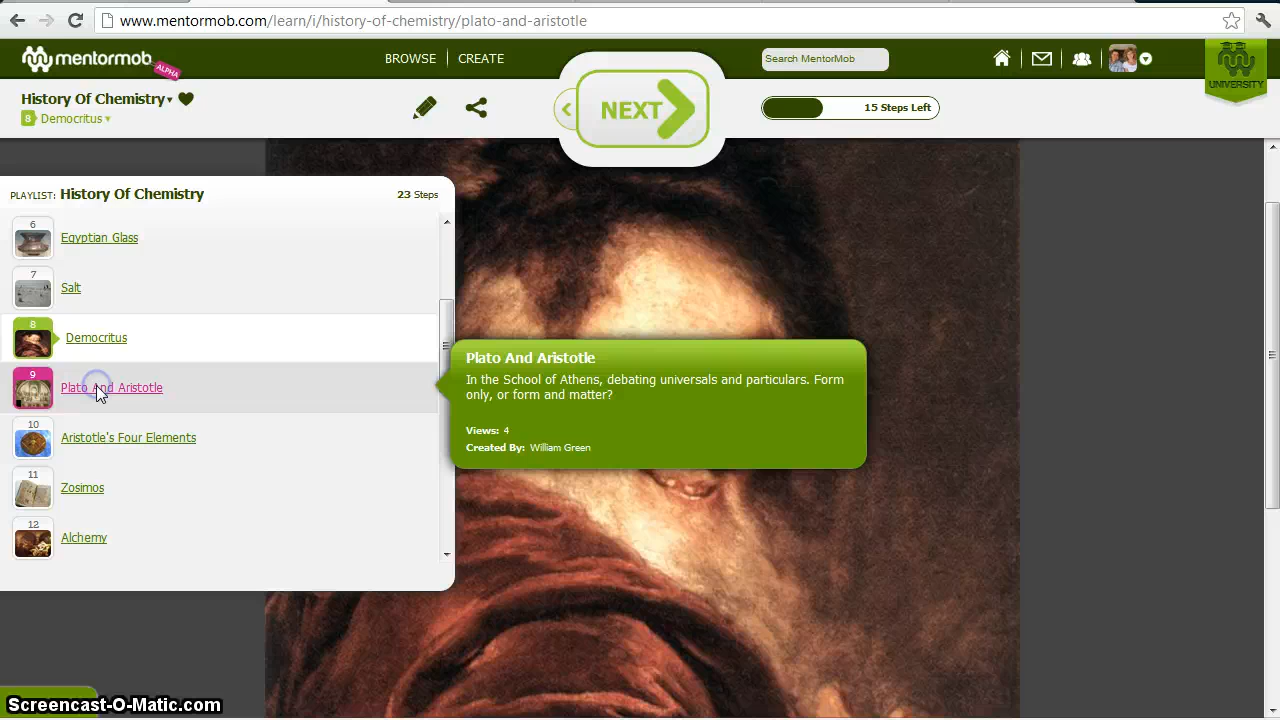 www.mentormob.com/learn/i/history-of-chemistry/plato-and-aristotle
mentormob
ALPHA
BROWSE
CREATE
Search MentorMob
UNIVERSITY
History Of Chemistry
8 Democritus
NEXT
15 Steps Left
PLAYLIST: History Of Chemistry
23 Steps
6
Egyptian Glass
7
Salt
8
Democritus
9
Plato And Aristotle
10
Aristotle's Four Elements
11
Zosimos
12
Alchemy
Plato And Aristotle
In the School of Athens, debating universals and particulars. Form
only, or form and matter?
Views: 4
Created By: William Green
Screencast-O-Matic.com